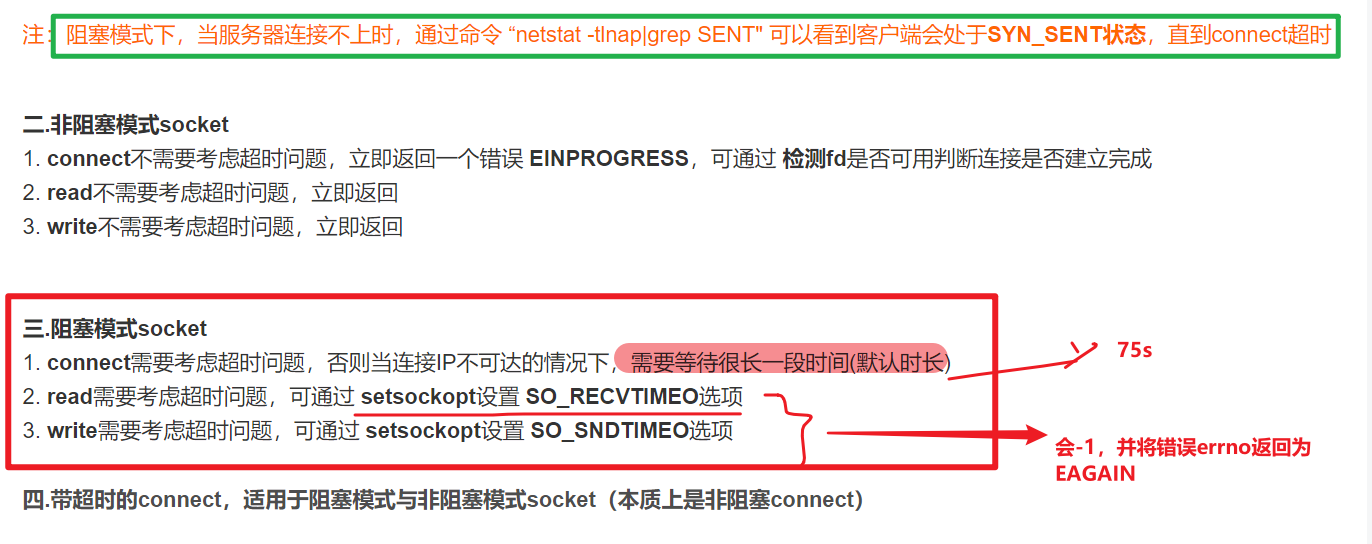 注: 阻塞模式下，当服务器连接不上时，通过命令 “netstat -tlnap|grep SENT" 可以看到客户端会处于SYN_SENT状态，直到connect超时
二.非阻塞模式socket
1. connect不需要考虑超时问题，立即返回一个错误 EINPROGRESS，可通过 检测fd是否可用判断连接是否建立完成
2. read不需要考虑超时问题，立即返回
3. write不需要考虑超时问题，立即返回
三.阻塞模式socket
1. connect需要考虑超时问题，否则当连接IP不可达的情况下，需要等待很长一段时间(默认时长)
75s
2. read需要考虑超时问题，可通过 setsockopt设置 SO_RECVTIMEO选项
3. write需要考虑超时问题，可通过 setsockopt设置 SO_SNDTIMEO选项
会-1，并将错误errno返回为
EAGAIN
四.带超时的connect，适用于阻塞模式与非阻塞模式socket（本质上是非阻塞connect）